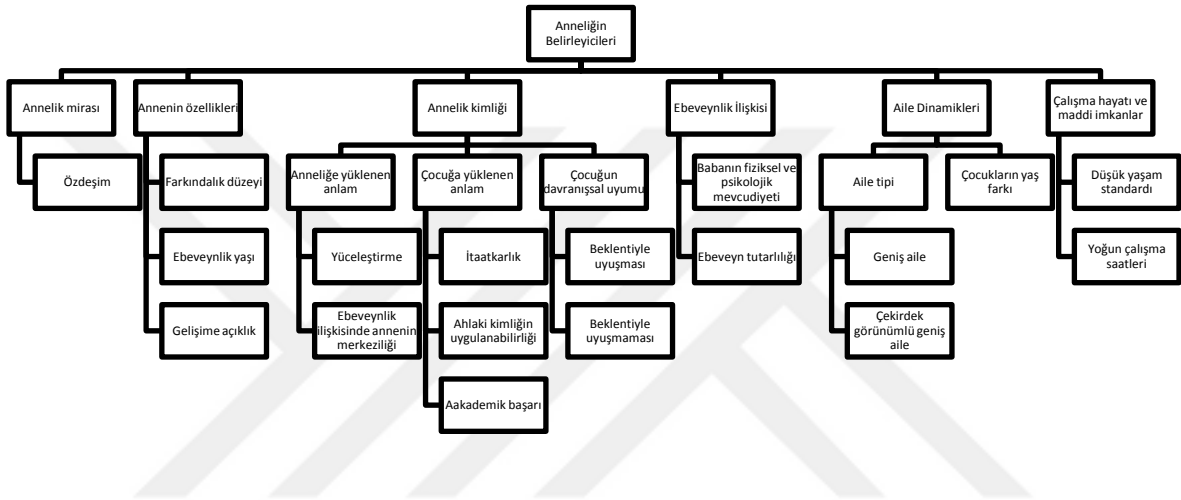 Anneliğin
Belirleyicileri
Annelik mirası
Annenin özellikleri
Annelik kimliği
Ebeveynlik İlişkisi
Aile Dinamikleri
Çalışma hayatı ve
maddi imkanlar
Özdeşim
Farkındalık düzeyi
Anneliğe yüklenen
anlam
Çocuğa yüklenen
anlam
Çocuğun
davranışsal uyumu
Babanın fiziksel ve
psikolojik
mevcudiyeti
Aile tipi
Çocukların yaş
farkı
Düşük yaşam
standardı
Ebeveynlik yaşı
Yüceleştirme
İtaatkarlık
Beklentiyle
uyuşması
Ebeveyn tutarlılığı
Geniş aile
Yoğun çalışma
saatleri
Gelişime açıklık
Ebeveynlik
ilişkisinde annenin
merkeziliği
Ahlaki kimliğin
uygulanabilirliği
Beklentiyle
uyuşmaması
Çekirdek
görünümlü geniş
aile
Aakademik başarı